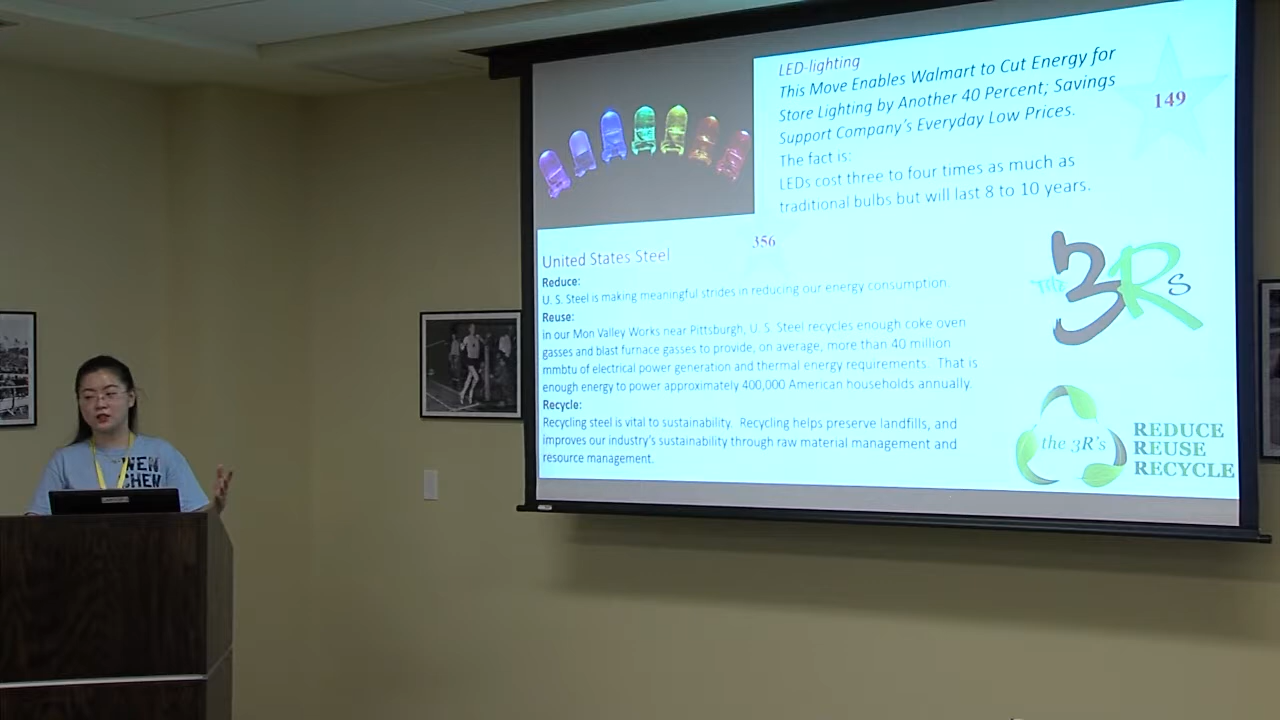 LED-lighting
This Move Enables Walmart to Cut Energy for
Store Lighting by Another 40 Percent; Savings
Support Company's Everyday Low Prices.
The fact is:
LEDs cost three to four times as much as
traditional bulbs but will last 8 to 10 years.
149
356
United States Steel
Reduce:
U. S. Steel is making meaningful strides in reducing our energy consumption.
Reuse:
in our Mon Valley Works near Pittsburgh, U. S. Steel recycles enough coke oven
gasses and blast furnace gasses to provide, on average, more than 40 million
mmbtu of electrical power generation and thermal energy requirements. That is
enough energy to power approximately 400,000 American households annually.
Recycle:
Recycling steel is vital to sustainability. Recycling helps preserve landfills, and
improves our industry's sustainability through raw material management and
resource management.
The 3Rs
the 3R's
REDUCE
REUSE
RECYCLE
WEN
CHEN